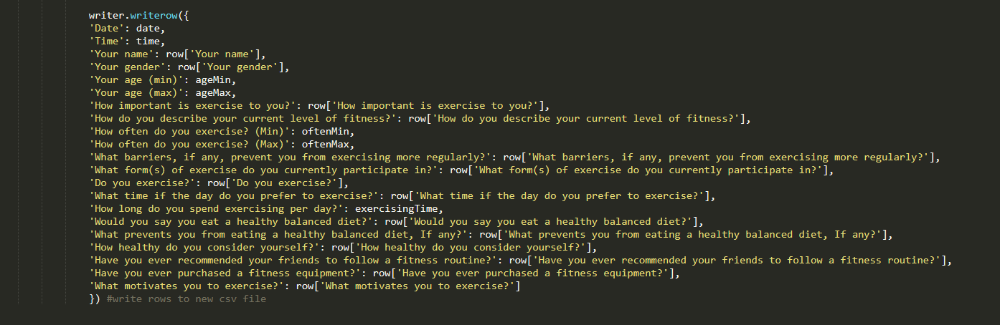 writer.writerow({
'Date': date,
'Time': time,
'Your name': row['Your name'],
'Your gender': row['Your gender'],
'Your age (min)': ageMin,
'Your age (max)': ageMax,
'How important is exercise to you?': row['How important is exercise to you?'],
'How do you describe your current level of fitness?': row['How do you describe your current level of fitness?'],
'How often do you exercise? (Min)': oftenMin,
'How often do you exercise? (Max)': oftenMax,
'What barriers, if any, prevent you from exercising more regularly?': row['What barriers, if any, prevent you from exercising more regularly?'],
'What form(s) of exercise do you currently participate in?': row['What form(s) of exercise do you currently participate in?'],
'Do you exercise?': row['Do you exercise?'],
'What time if the day do you prefer to exercise?': row['What time if the day do you prefer to exercise?'],
'How long do you spend exercising per day?': exercisingTime,
'Would you say you eat a healthy balanced diet?': row['Would you say you eat a healthy balanced diet?'],
'What prevents you from eating a healthy balanced diet, If any?': row['What prevents you from eating a healthy balanced diet, If any?'],
'How healthy do you consider yourself?': row['How healthy do you consider yourself?'],
'Have you ever recommended your friends to follow a fitness routine?': row['Have you ever recommended your friends to follow a fitness routine?'],
'Have you ever purchased a fitness equipment?': row['Have you ever purchased a fitness equipment?'],
'What motivates you to exercise?': row['What motivates you to exercise?']
}) #write rows to new csv file